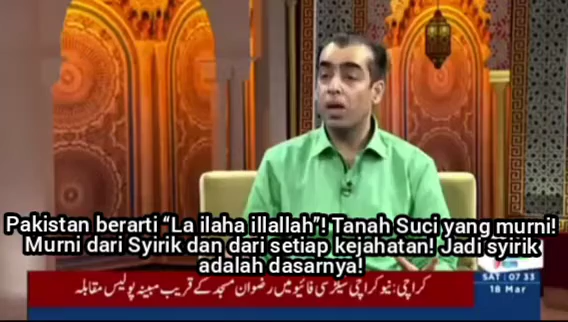 Pakistan berarti “La ilaha illallah”! Tanah Suci yang murni!
Murni dari Syirik dan dari setiap kejahatan! Jadi syirik
adalah dasarnya!
SAT : 07 33
18 Mar
کراچی: نیو کراچی سیکٹر سی فائیو میں رضوان مسجد کے قریب مبینہ پولیس مقابلہ